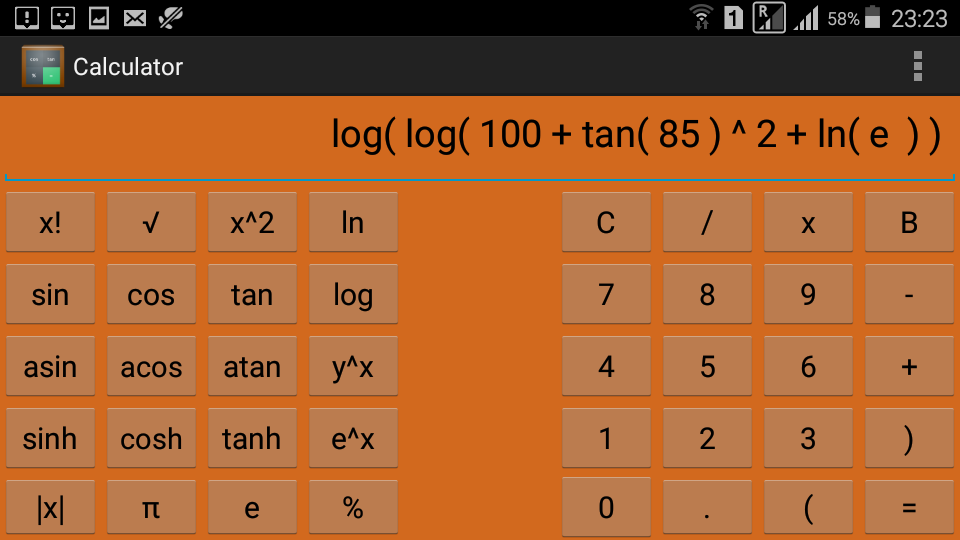 1 R 58% 23:23
Calculator
log( log( 100 + tan( 85 ) ^ 2 + ln( e ) )
x! √ x^2 ln C / x B
sin cos tan log 7 8 9 -
asin acos atan y^x 4 5 6 +
sinh cosh tanh e^x 1 2 3 )
|x| π e % 0 . ( =